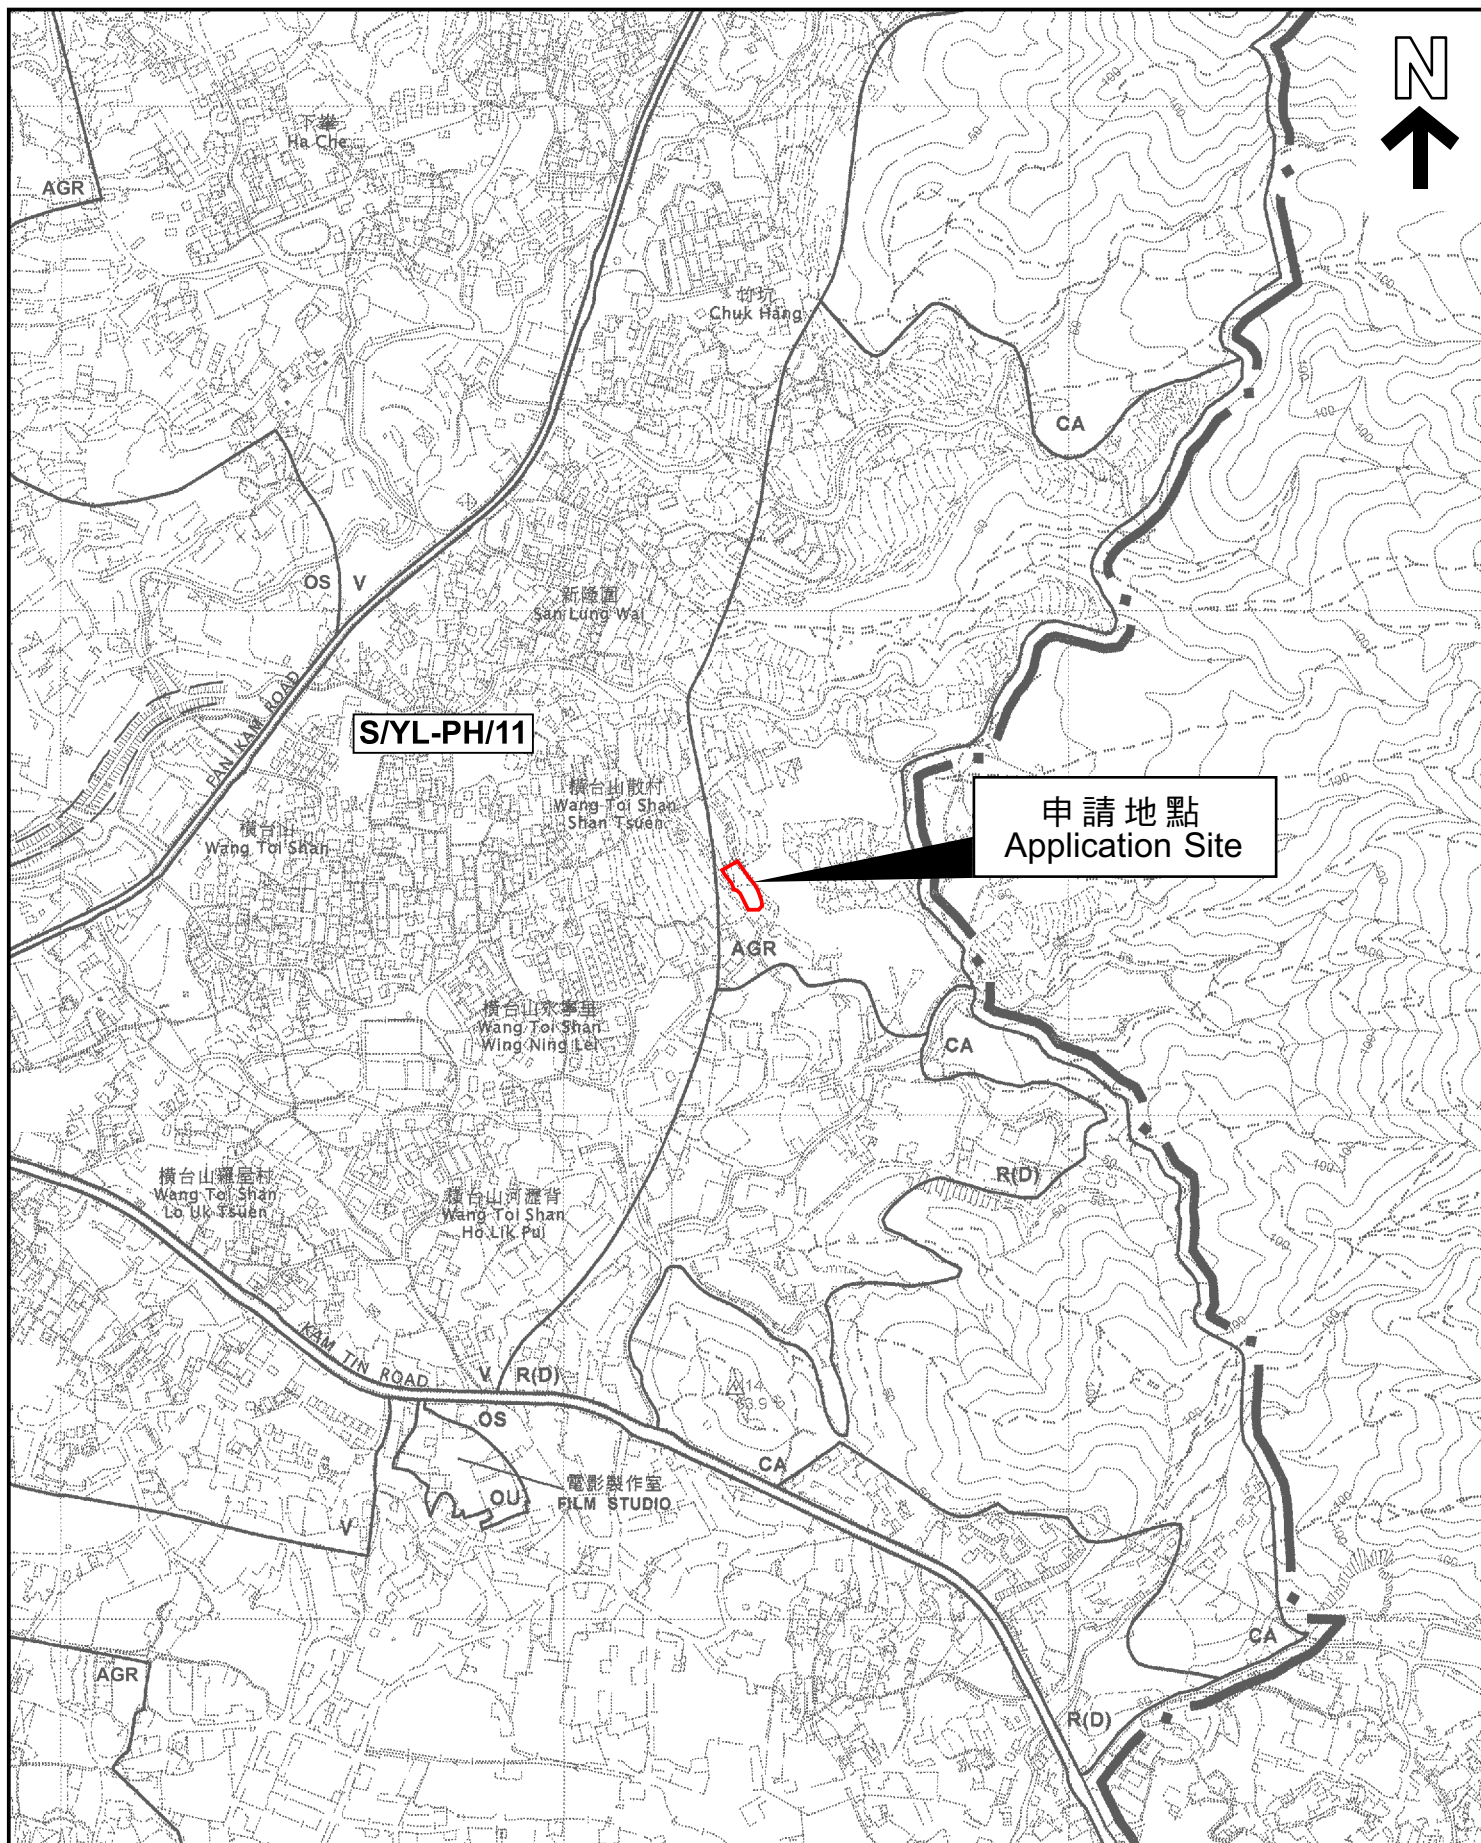 N
下輋
Ha Che
AGR
竹坑
Chuk Hang
CA
OS
V
新隆圍
San Lung Wai
FAN KAM ROAD
S/YL-PH/11
橫台山散村
Wang Toi Shan
Shan Tsuen
橫台山
Wang Toi Shan
申請地點
Application Site
AGR
橫台山永寧里
Wang Toi Shan
Wing Ning Lei
CA
橫台山羅屋村
Wang Toi Shan
Lo Uk Tsuen
R(D)
橫台山河瀝背
Wang Toi Shan
Ho Lik Pui
KAM TIN ROAD
V
R(D)
OS
CA
電影製作室
FILM STUDIO
OU
V
CA
AGR
R(D)